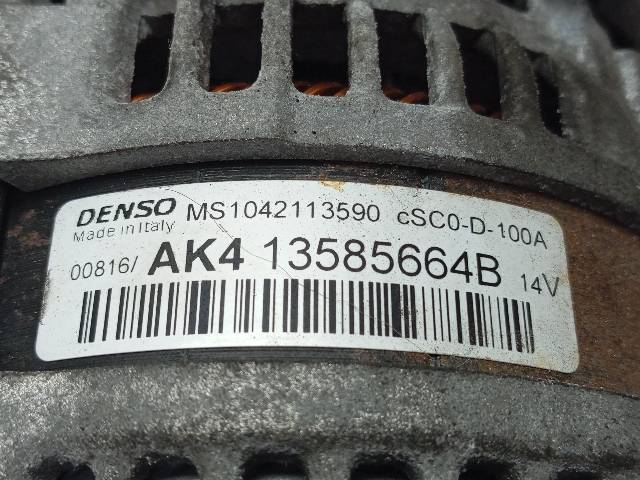 DENSO MS1042113590 cSC0-D-100A
Made in Italy
00816/ AK4 13585664B 14V